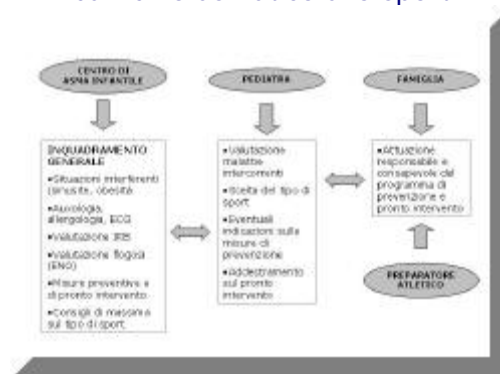 CENTRO DI
ASMA INFANTILE
PEDIATRA
FAMIGLIA
INQUADRAMENTO
GENERALE
•Situazioni interferenti
sinusite, obesità
•Auxologia,
allergologia, ECG
•Valutazione
•Valutazione flogosi
(ENO)
•Misure preventive e
di pronto intervento
•Consigli di massima
sul tipo di sport
•Valutazione
malattie
intercorrenti
•Scelta del tipo di
sport
•Eventuali
indicazioni sulla
misure di
prevenzione
•Addestramento
sul pronto
intervento
•Attuazione
responsabile e
consapevole del
programma di
prevenzione e
pronto intervento
PREPARATORE
ATLETICO